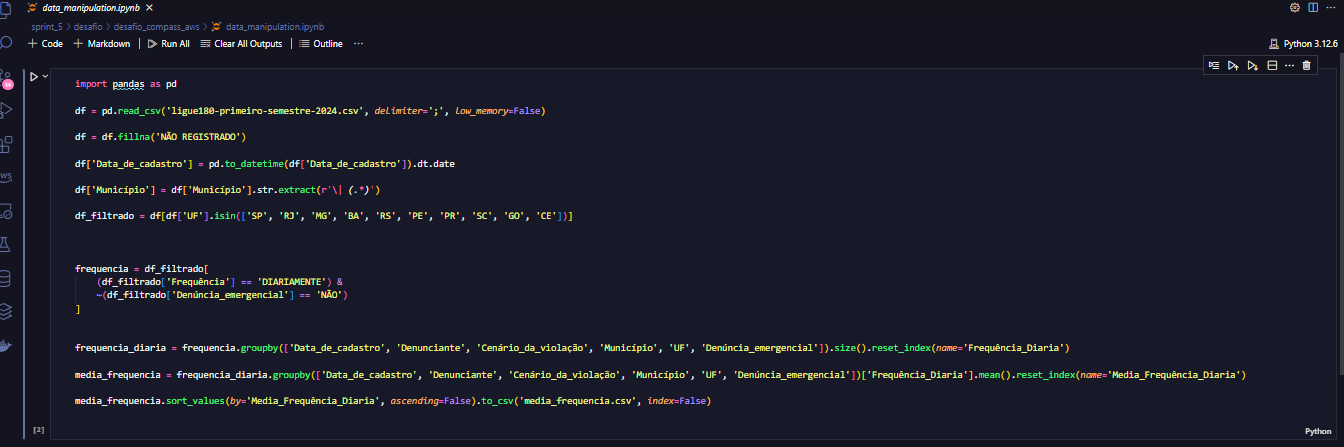 data_manipulation.ipynb
sprint_5 > desafio > desafio_compass_aws > data_manipulation.ipynb
+ Code + Markdown | Run All Clear All Outputs | Outline ...
Python 3.12.6
import pandas as pd
df = pd.read_csv('ligue180-primeiro-semestre-2024.csv', delimiter=';', low_memory=False)
df = df.fillna('NÃO REGISTRADO')
df['Data_de_cadastro'] = pd.to_datetime(df['Data_de_cadastro']).dt.date
df['Município'] = df['Município'].str.extract(r'\| (.*)')
df_filtrado = df[df['UF'].isin(['SP', 'RJ', 'MG', 'BA', 'RS', 'PE', 'PR', 'SC', 'GO', 'CE'])]
frequencia = df_filtrado[
(df_filtrado['Frequência'] == 'DIARIAMENTE') &
~(df_filtrado['Denúncia_emergencial'] == 'NÃO')
]
frequencia_diaria = frequencia.groupby(['Data_de_cadastro', 'Denunciante', 'Cenário_da_violação', 'Município', 'UF', 'Denúncia_emergencial']).size().reset_index(name='Frequência_Diaria')
media_frequencia = frequencia_diaria.groupby(['Data_de_cadastro', 'Denunciante', 'Cenário_da_violação', 'Município', 'UF', 'Denúncia_emergencial'])['Frequência_Diaria'].mean().reset_index(name='Media_Frequência_Diaria')
media_frequencia.sort_values(by='Media_Frequência_Diaria', ascending=False).to_csv('media_frequencia.csv', index=False)
[2]
Python